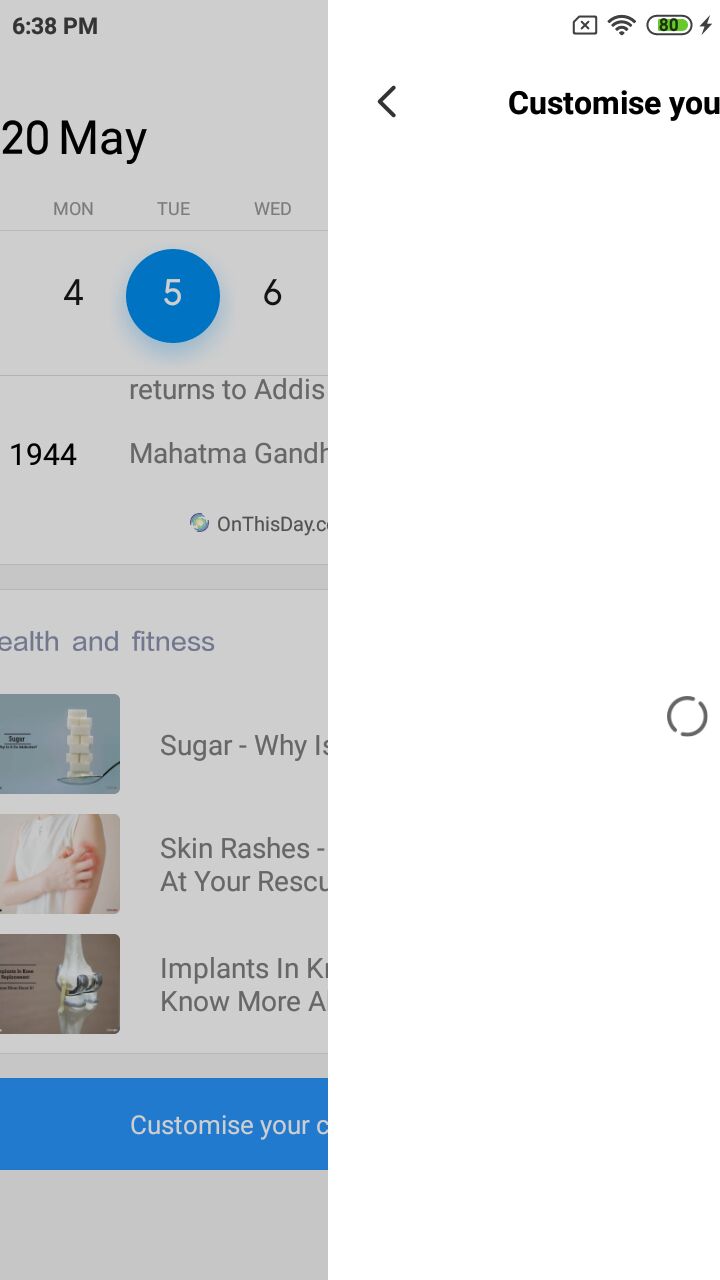 6:38 PM
80
Customise you
20 May
MON TUE WED
4 5 6
returns to Addis
1944 Mahatma Gandh
OnThisDay.c
ealth and fitness
Sugar
Sugar - Why Is
Skin Rashes -
At Your Rescu
Implants In Knee
Replacement
Implants In K
Know More A
Customise your c